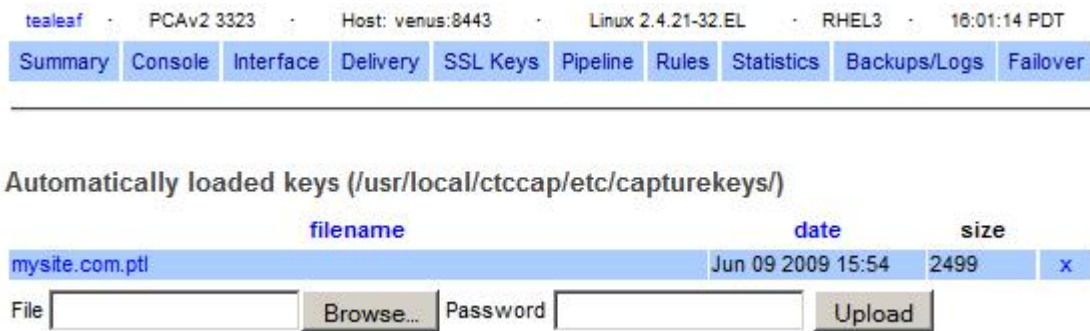 tealeaf · PCAv2 3323 · Host: venus:8443 · Linux 2.4.21-32.EL · RHEL3 · 16:01:14 PDT
Summary Console Interface Delivery SSL Keys Pipeline Rules Statistics Backups/Logs Failover
Automatically loaded keys (/usr/local/ctccap/etc/capturekeys/)
filename date size
mysite.com.ptl Jun 09 2009 15:54 2499 x
File Browse... Password Upload